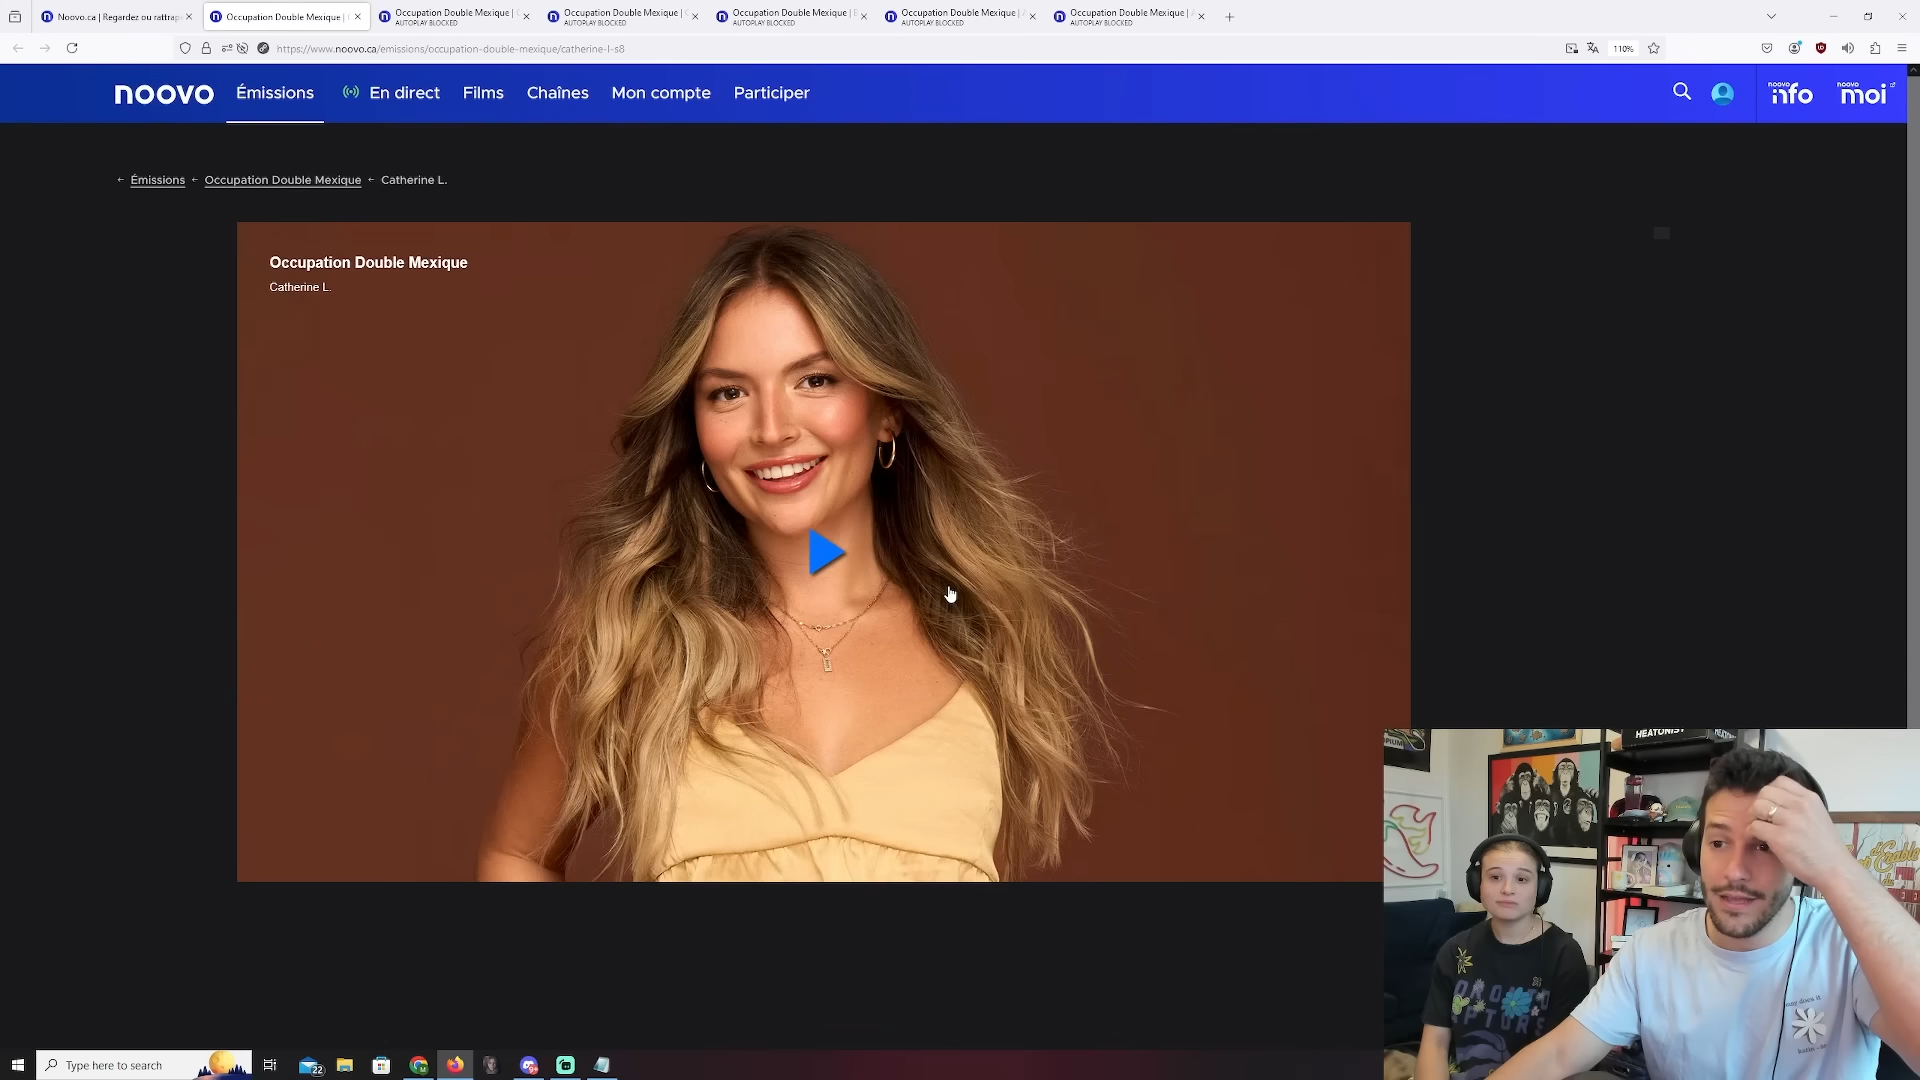 Noovo.ca | Regardez ou rattrap
Occupation Double Mexique |
Occupation Double Mexique |
AUTOPLAY BLOCKED
Occupation Double Mexique |
AUTOPLAY BLOCKED
Occupation Double Mexique |
AUTOPLAY BLOCKED
Occupation Double Mexique |
AUTOPLAY BLOCKED
Occupation Double Mexique |
AUTOPLAY BLOCKED
https://www.noovo.ca/emissions/occupation-double-mexique/catherine-l-s8
110%
noovo
Émissions
En direct
Films
Chaînes
Mon compte
Participer
noovo info
noovo moi
Émissions
Occupation Double Mexique
Catherine L.
Occupation Double Mexique
Catherine L.
HEATONIST
Type here to search
22